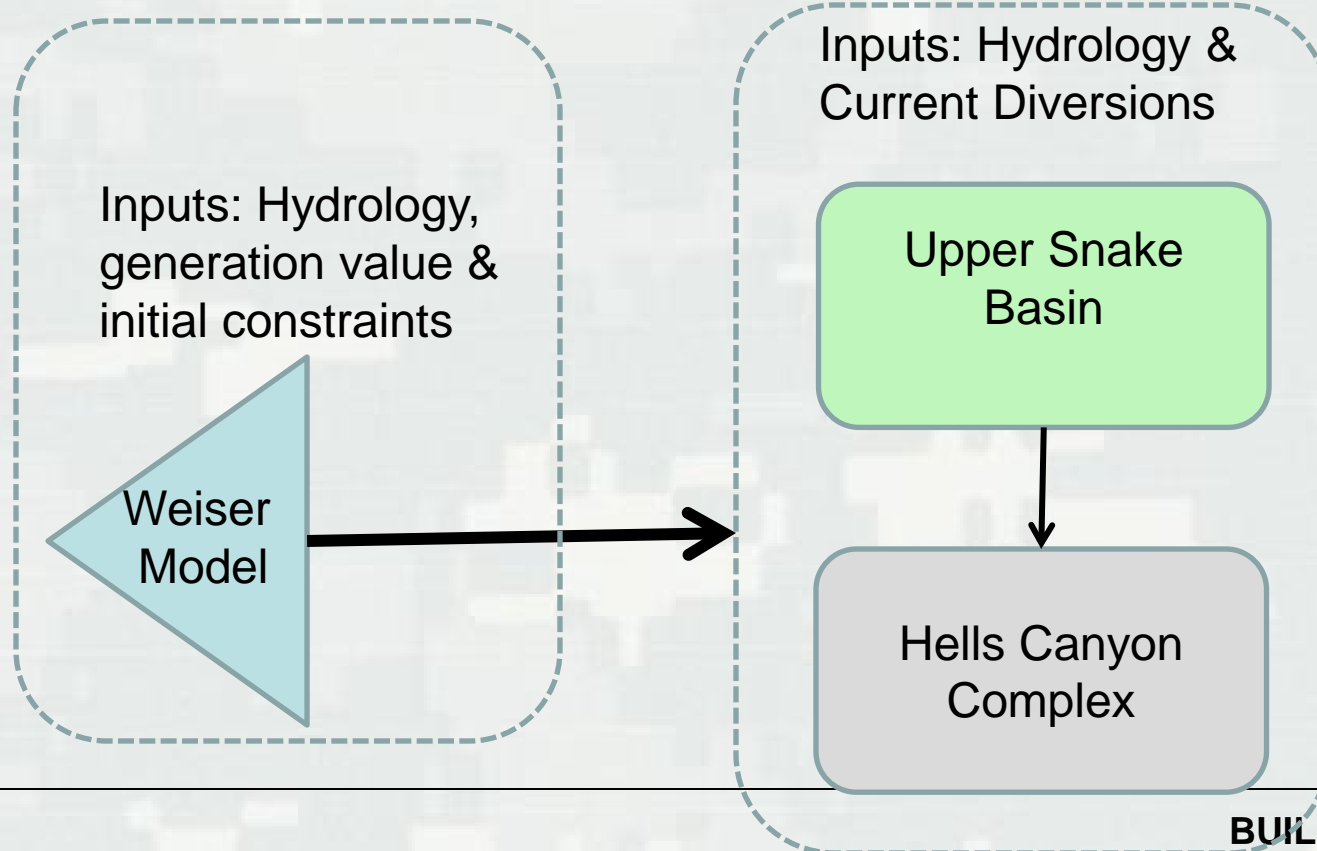 Inputs: Hydrology,
generation value &
initial constraints
Weiser
Model
Inputs: Hydrology &
Current Diversions
Upper Snake
Basin
Hells Canyon
Complex
BUIL